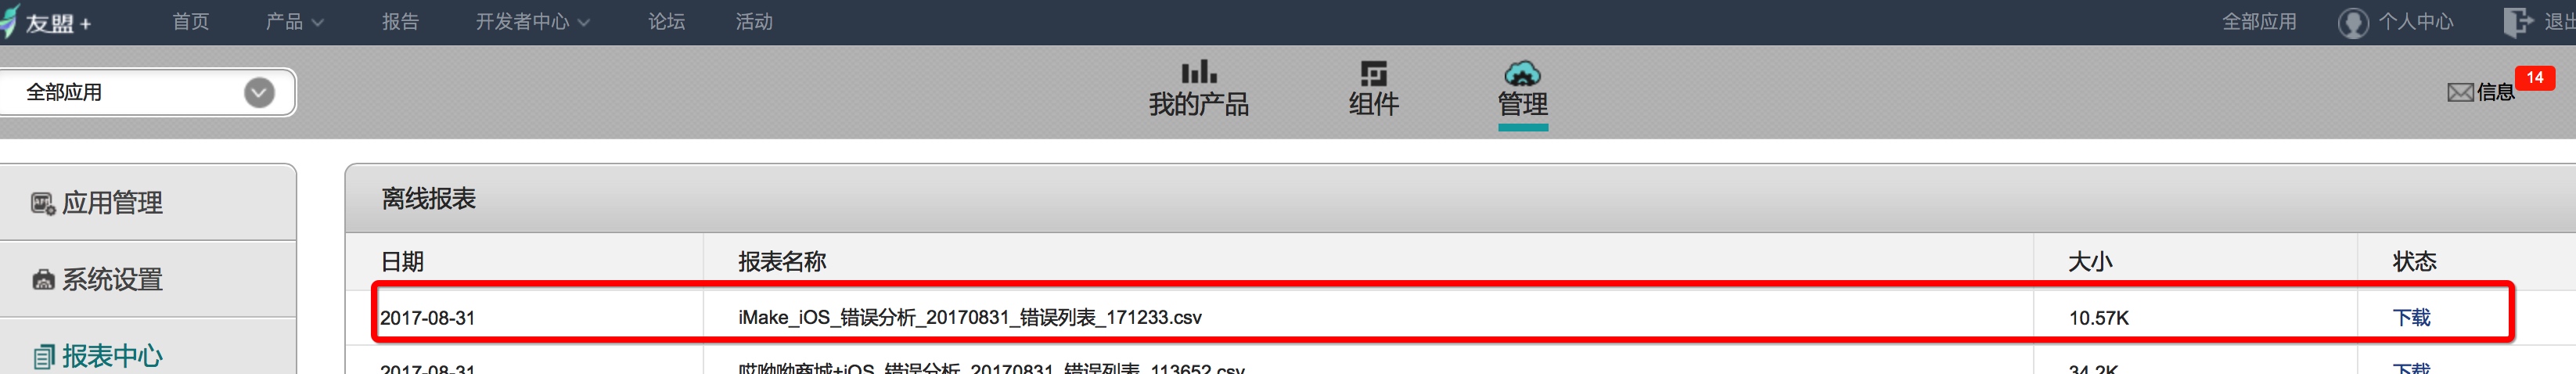 友盟+ 首页 产品 报告 开发者中心 论坛 活动 全部应用 个人中心 退出
全部应用
我的产品 组件 管理
信息 14
应用管理
系统设置
报表中心
离线报表
日期 报表名称 大小 状态
2017-08-31 iMake_iOS_错误分析_20170831_错误列表_171233.csv 10.57K 下载
2017-08-31 哎呦呦商城+iOS_错误分析_20170831_错误列表_113652.csv 34.2K 下载